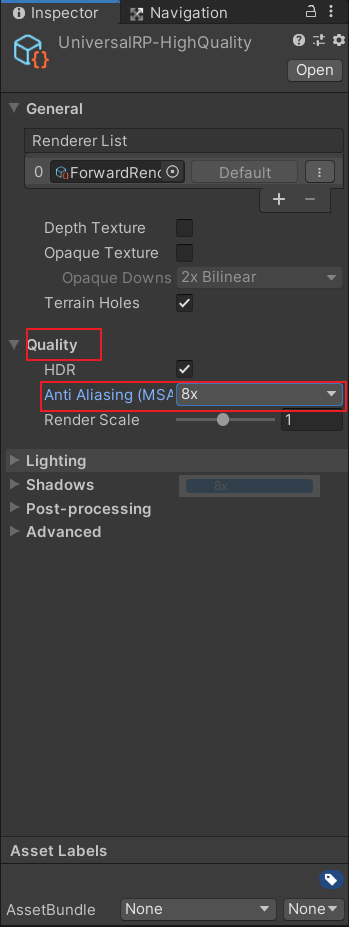 Inspector Navigation
UniversalRP-HighQuality
Open
General
Renderer List
0 ForwardRend Default
Depth Texture
Opaque Texture
Opaque Downs 2x Bilinear
Terrain Holes
Quality
HDR
Anti Aliasing (MSA 8x
Render Scale 1
Lighting
Shadows 8x
Post-processing
Advanced
Asset Labels
AssetBundle None None